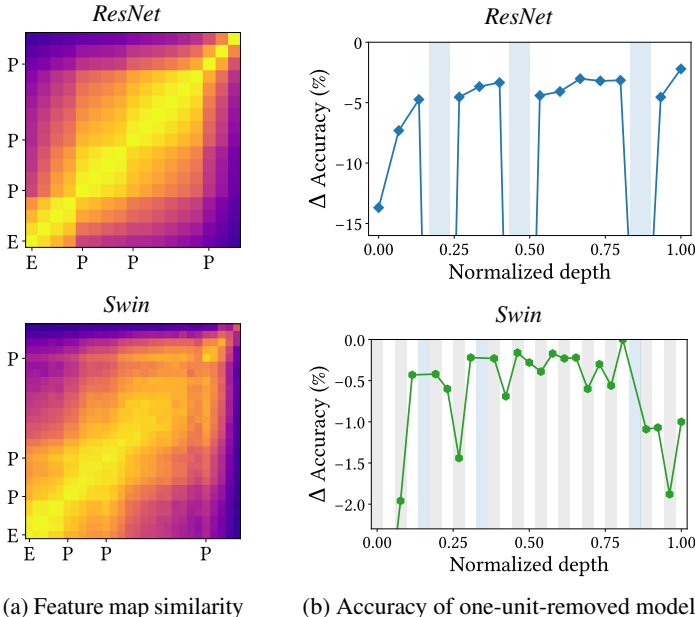 ResNet
P
P
P
E
E P P P
ResNet
Δ Accuracy (%)
0
−5
−10
−15
0.00 0.25 0.50 0.75 1.00
Normalized depth
Swin
P
P
P
E
E P P P
Swin
Δ Accuracy (%)
0.0
−0.5
−1.0
−1.5
−2.0
0.00 0.25 0.50 0.75 1.00
Normalized depth
(a) Feature map similarity
(b) Accuracy of one-unit-removed model